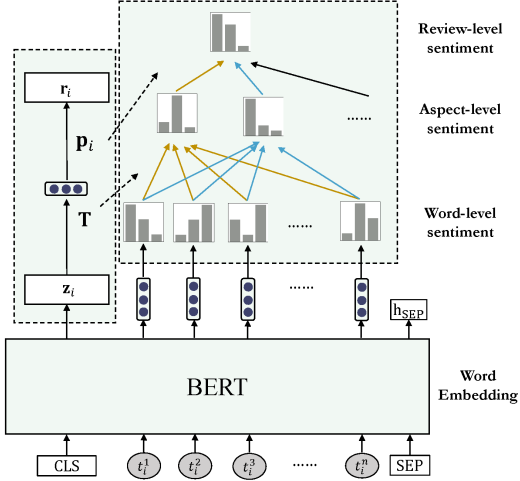 Review-level
sentiment
r_i
p_i
Aspect-level
sentiment
......
T
Word-level
sentiment
......
z_i
......
h_SEP
BERT
Word
Embedding
CLS
t_i^1
t_i^2
t_i^3
......
t_i^n
SEP